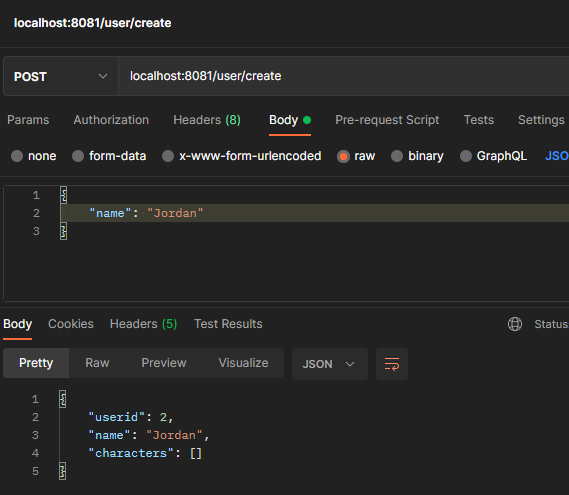 localhost:8081/user/create
POST localhost:8081/user/create
Params Authorization Headers (8) Body Pre-request Script Tests Settings
none form-data x-www-form-urlencoded raw binary GraphQL JSO
1 {
2 "name": "Jordan"
3 }
Body Cookies Headers (5) Test Results Status:
Pretty Raw Preview Visualize JSON
1 {
2 "userid": 2,
3 "name": "Jordan",
4 "characters": []
5 }